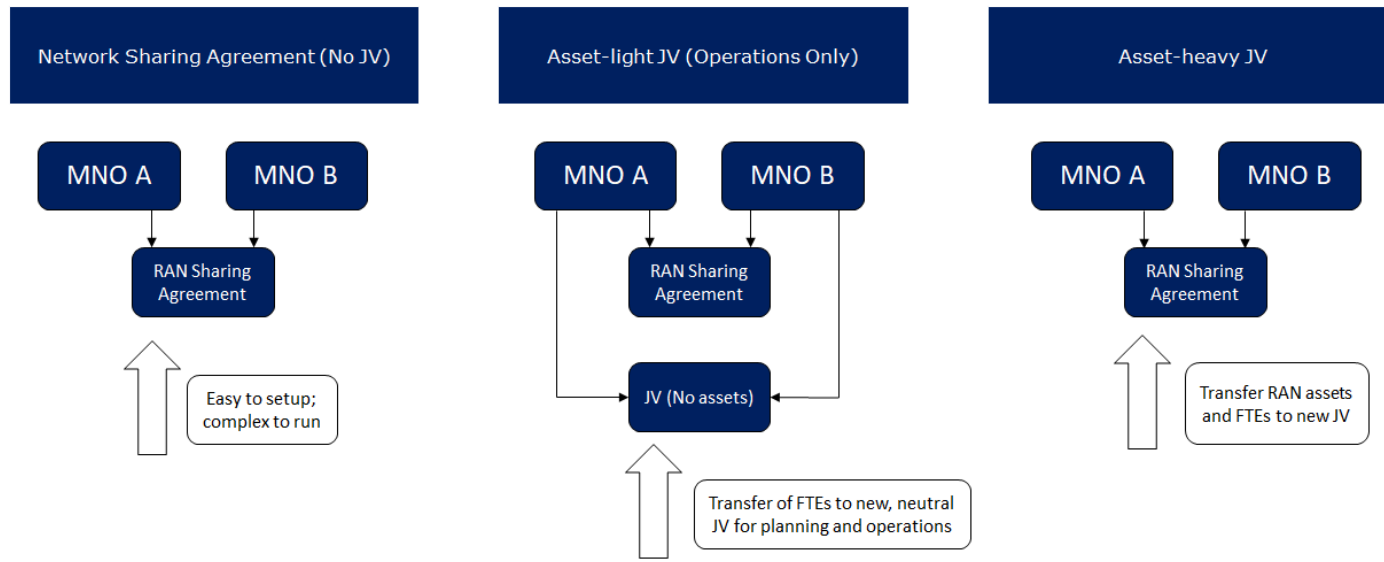 Network Sharing Agreement (No JV)
MNO A
MNO B
RAN Sharing
Agreement
Easy to setup;
complex to run
Asset-light JV (Operations Only)
MNO A
MNO B
RAN Sharing
Agreement
JV (No assets)
Transfer of FTEs to new, neutral
JV for planning and operations
Asset-heavy JV
MNO A
MNO B
RAN Sharing
Agreement
Transfer RAN assets
and FTEs to new JV